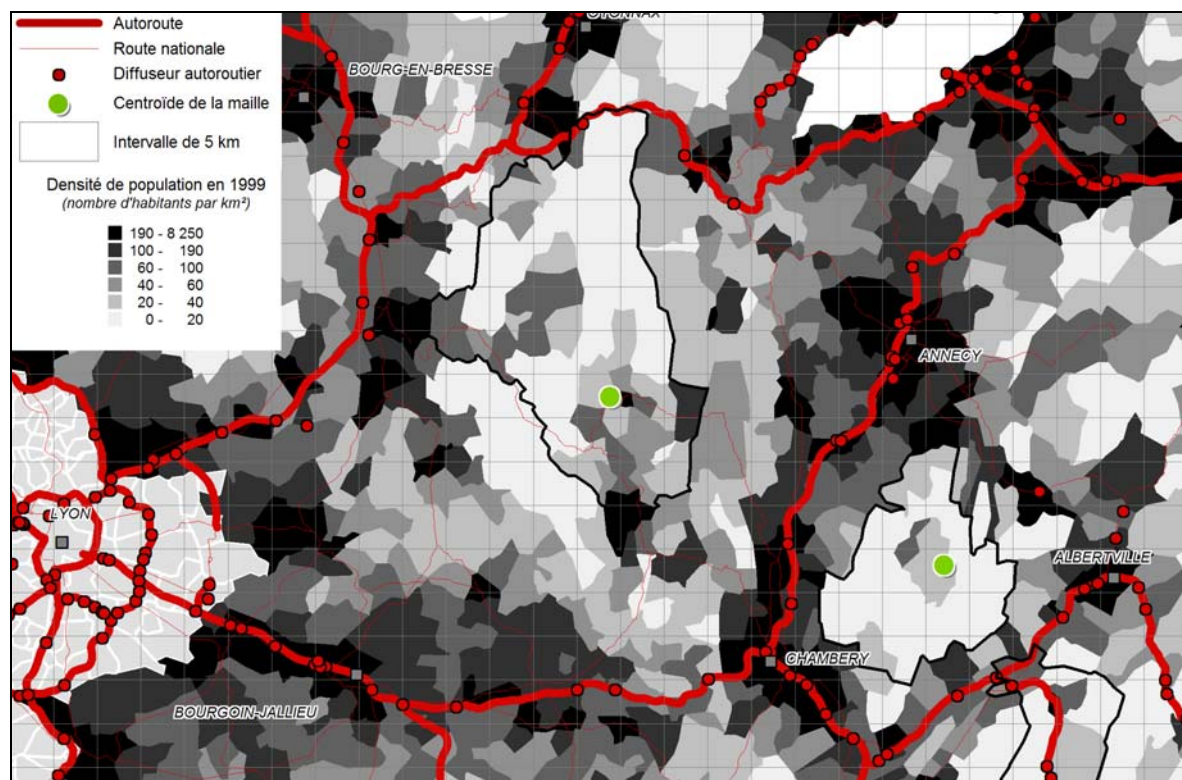 Autoroute
Route nationale
Diffuseur autoroutier
Centroïde de la maille
Intervalle de 5 km
Densité de population en 1999
(nombre d'habitants par km²)
190 - 8 250
100 - 190
60 - 100
40 - 60
20 - 40
0 - 20
OYONNAX
BOURG-EN-BRESSE
ANNECY
LYON
ALBERTVILLE
CHAMBERY
BOURGOIN-JALLIEU